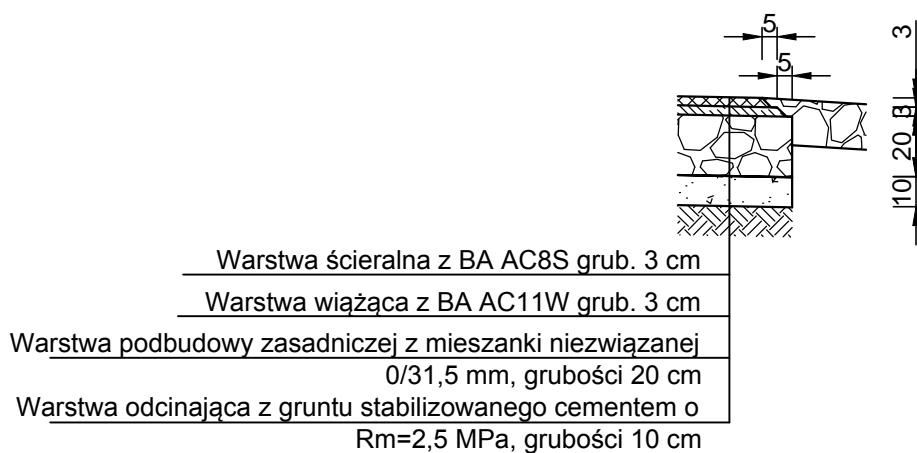 5
5
3
3
20
10
Warstwa ścieralna z BA AC8S grub. 3 cm
Warstwa wiążąca z BA AC11W grub. 3 cm
Warstwa podbudowy zasadniczej z mieszanki niezwiązanej
0/31,5 mm, grubości 20 cm
Warstwa odcinająca z gruntu stabilizowanego cementem o
Rm=2,5 MPa, grubości 10 cm